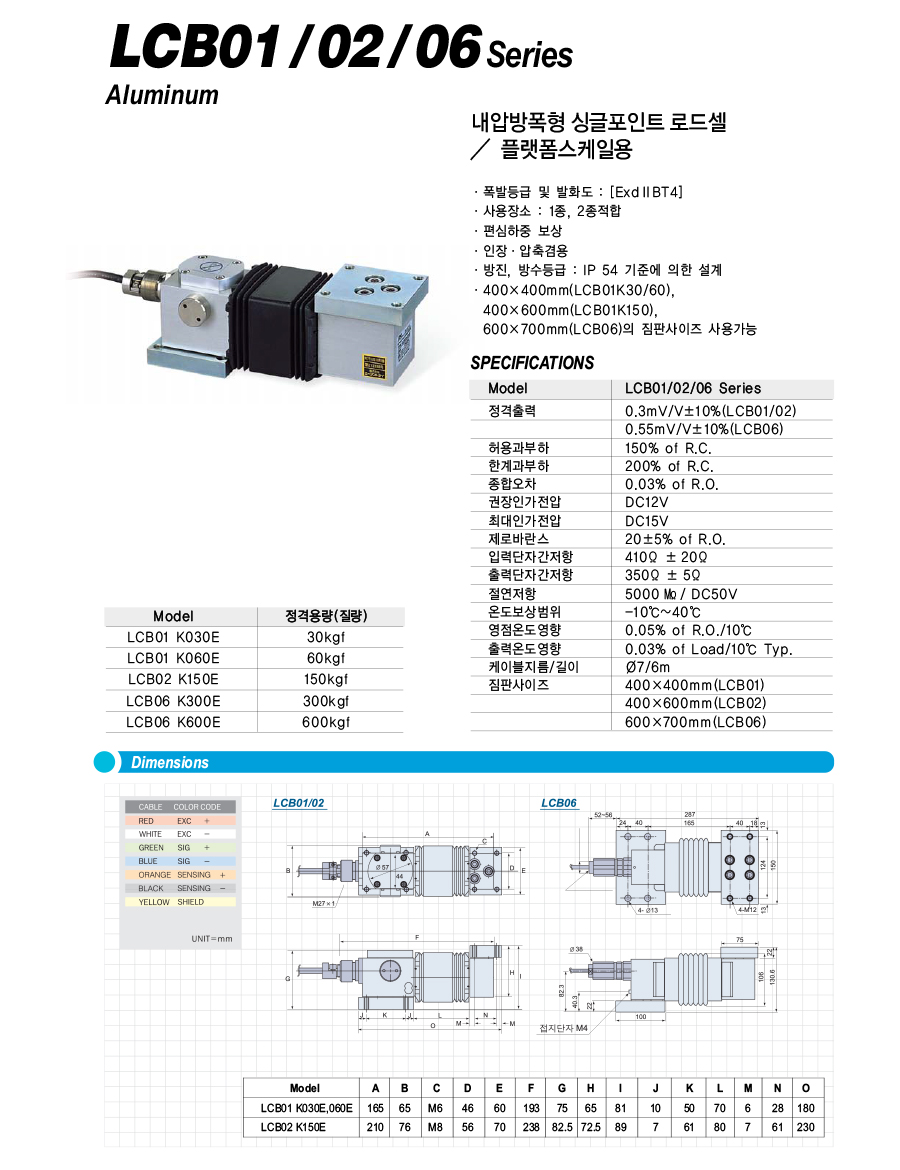 LCB01/02/06 Series
Aluminum
내압방폭형 싱글포인트 로드셀
／ 플랫폼스케일용
· 폭발등급 및 발화도 : [ExdⅡBT4]
· 사용장소 : 1종, 2종적합
· 편심하중 보상
· 인장 · 압축겸용
· 방진, 방수등급 : IP 54 기준에 의한 설계
· 400×400mm(LCB01K30/60),
400×600mm(LCB01K150),
600×700mm(LCB06)의 짐판사이즈 사용가능
SPECIFICATIONS
Model LCB01/02/06 Series
정격출력 0.3mV/V±10%(LCB01/02)
0.55mV/V±10%(LCB06)
허용과부하 150% of R.C.
한계과부하 200% of R.C.
종합오차 0.03% of R.O.
권장인가전압 DC12V
최대인가전압 DC15V
제로바란스 20±5% of R.O.
입력단자간저항 410Ω ± 20Ω
출력단자간저항 350Ω ± 5Ω
절연저항 5000 ㏁ / DC50V
온도보상범위 -10℃~40℃
영점온도영향 0.05% of R.O./10℃
출력온도영향 0.03% of Load/10℃ Typ.
케이블지름/길이 Ø7/6m
짐판사이즈 400×400mm(LCB01)
400×600mm(LCB02)
600×700mm(LCB06)
Model 정격용량(질량)
LCB01 K030E 30kgf
LCB01 K060E 60kgf
LCB02 K150E 150kgf
LCB06 K300E 300kgf
LCB06 K600E 600kgf
Dimensions
CABLE COLOR CODE
RED EXC +
WHITE EXC −
GREEN SIG +
BLUE SIG −
ORANGE SENSING +
BLACK SENSING −
YELLOW SHIELD
UNIT=mm
LCB01/02
A
C
B
Ø 57
44
D
E
M27×1
F
G
H
I
J K J L N
M M
O
LCB06
52~56 287
24 40 165 40 18
13
124
150
13
4- Ø13 4-M12
75
Ø 38
22
106
130.6
82.3
40.3
22
100
접지단자 M4
Model A B C D E F G H I J K L M N O
LCB01 K030E,060E 165 65 M6 46 60 193 75 65 81 10 50 70 6 28 180
LCB02 K150E 210 76 M8 56 70 238 82.5 72.5 89 7 61 80 7 61 230